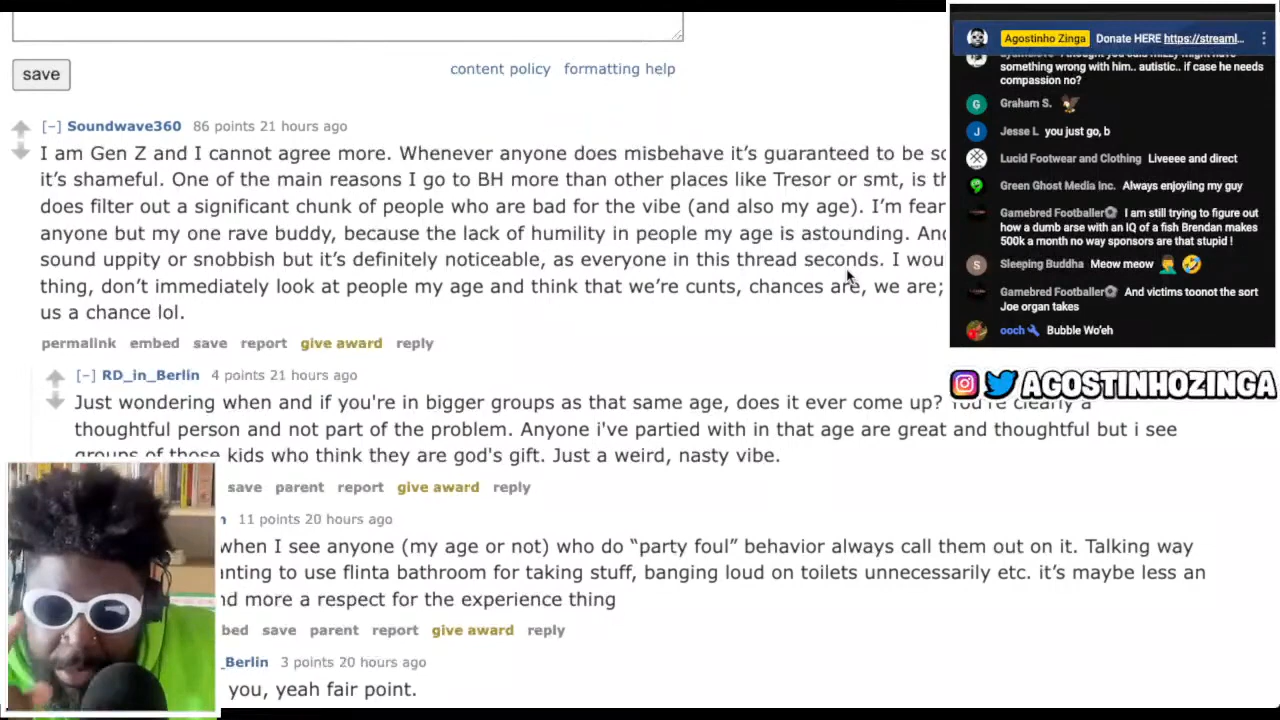 save
content policy formatting help
[–] Soundwave360 86 points 21 hours ago
I am Gen Z and I cannot agree more. Whenever anyone does misbehave it's guaranteed to be
it's shameful. One of the main reasons I go to BH more than other places like Tresor or smt, is
does filter out a significant chunk of people who are bad for the vibe (and also my age). I'm
anyone but my one rave buddy, because the lack of humility in people my age is astounding.
sound uppity or snobbish but it's definitely noticeable, as everyone in this thread seconds. I
thing, don't immediately look at people my age and think that we're cunts, chances are, we are;
us a chance lol.
permalink embed save report give award reply
[–] RD_in_Berlin 4 points 21 hours ago
Just wondering when and if you're in bigger groups as that same age, does it ever come up? You're clearly a
thoughtful person and not part of the problem. Anyone i've partied with in that age are great and thoughtful but i see
groups of those kids who think they are god's gift. Just a weird, nasty vibe.
save parent report give award reply
11 points 20 hours ago
when I see anyone (my age or not) who do “party foul” behavior always call them out on it. Talking way
to use flinta bathroom for taking stuff, banging loud on toilets unnecessarily etc. it's maybe less an
more a respect for the experience thing
save parent report give award reply
_Berlin 3 points 20 hours ago
you, yeah fair point.
Agostinho Zinga Donate HERE https://streaml...
something wrong with him.. autistic.. if case he needs
compassion no?
G Graham S.
J Jesse L you just go, b
Lucid Footwear and Clothing Liveeee and direct
Green Ghost Media Inc. Always enjoyiing my guy
Gamebred Footballer I am still trying to figure out
how a dumb arse with an IQ of a fish Brendan makes
500k a month no way sponsors are that stupid !
S Sleeping Buddha Meow meow
Gamebred Footballer And victims toonot the sort
Joe organ takes
ooch Bubble Wo'eh
AGOSTINHOZINGA